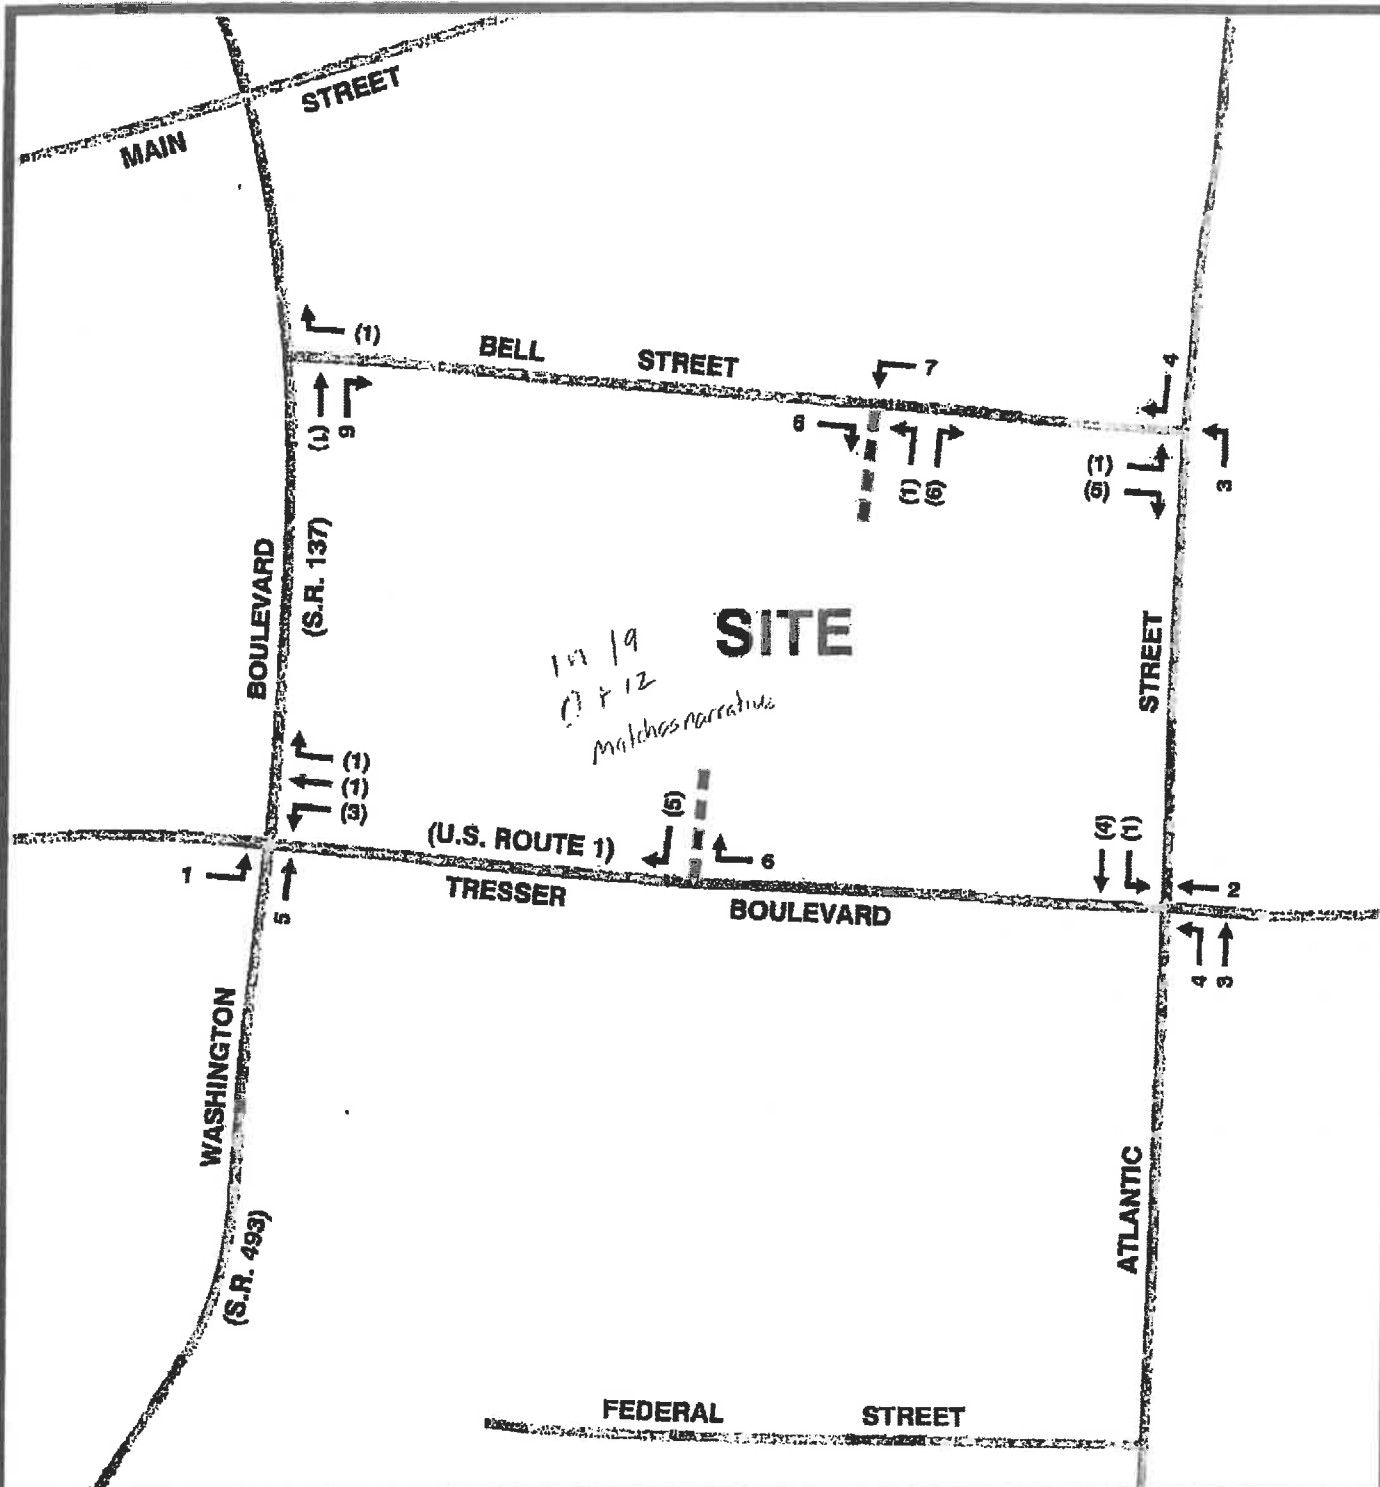 STREET
MAIN
(1)
BELL STREET
7
4
(1)
6
6
(1)
(6)
(1)
(5)
3
BOULEVARD
(S.R. 137)
SITE
STREET
In 19
12
Matches narrative
(1)
(1)
(3)
(5)
(4)
(1)
(U.S. ROUTE 1)
6
1
5
TRESSER
BOULEVARD
2
4
3
WASHINGTON
(S.R. 493)
ATLANTIC
FEDERAL STREET